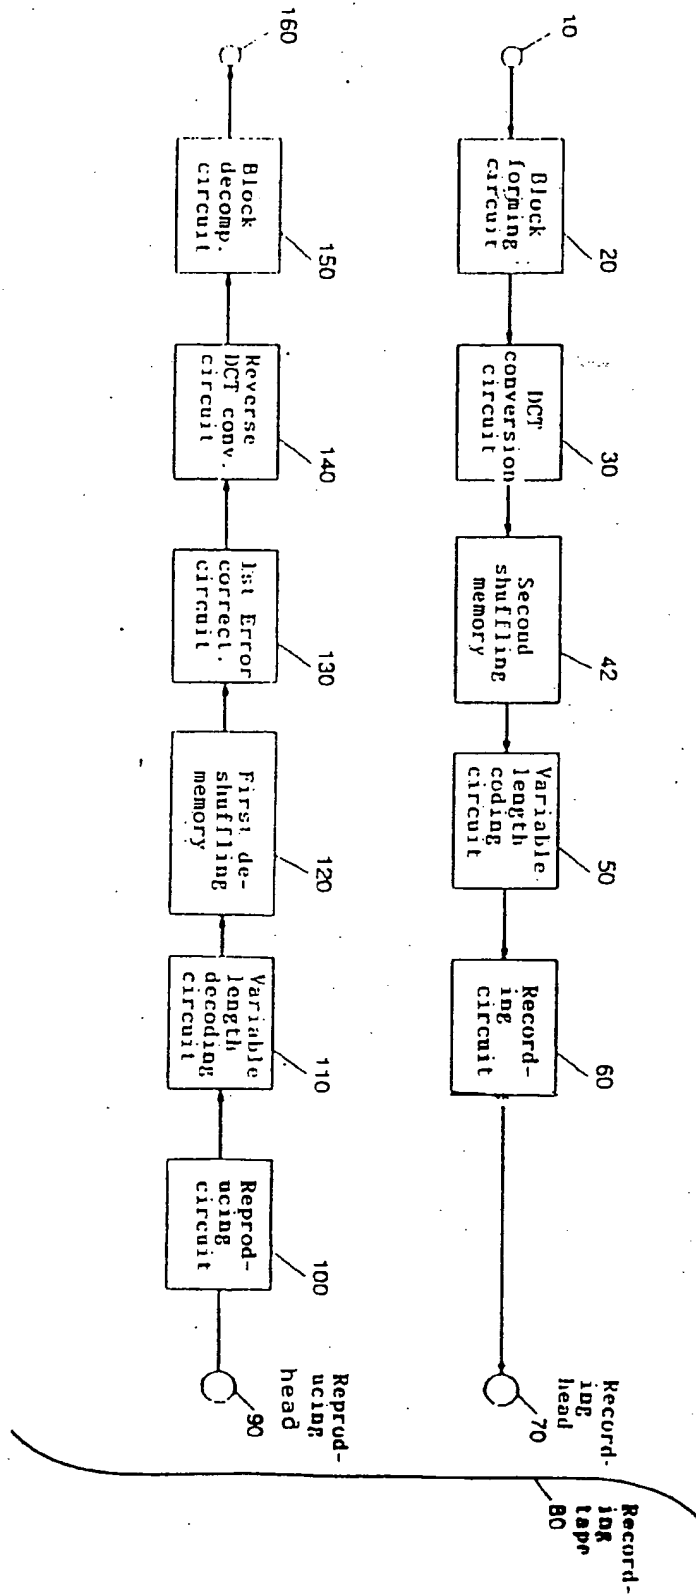 10
Block
forming
circuit
20
DCT
conversion
circuit
30
Second
shuffling
memory
42
Variable
length
coding
circuit
50
Record-
ing
circuit
60
Record-
ing
head
70
Record-
ing
tape
80
160
Block
decomp.
circuit
150
Reverse
DCT conv.
circuit
140
1st Error
correct.
circuit
130
First de-
shuffling
memory
120
Variable
length
decoding
circuit
110
Reprod-
ucing
circuit
100
Reprod-
ucing
head
90